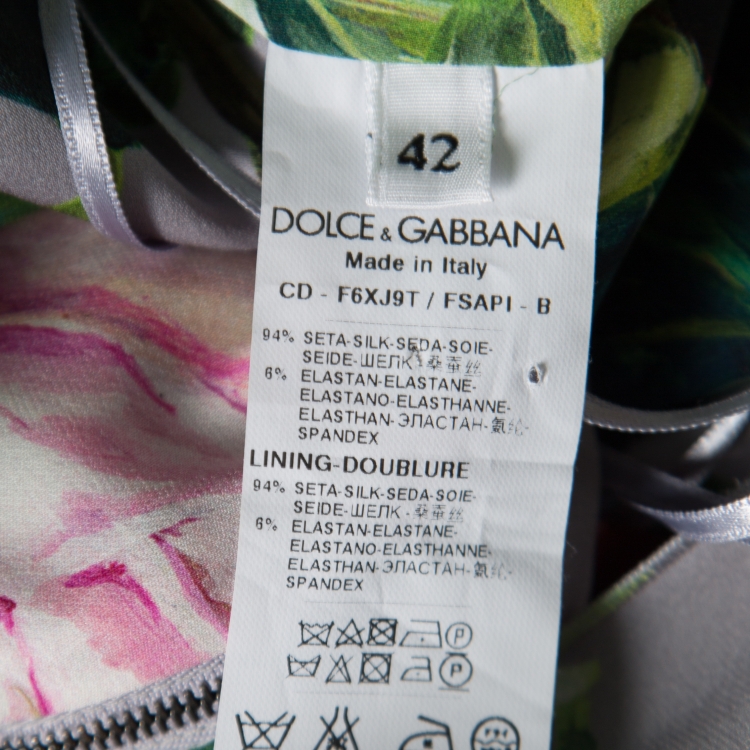 42
DOLCE & GABBANA
Made in Italy
CD - F6XJ9T / FSAPI - B
94% SETA-SILK-SEDA-SOIE-
SEIDE-ШЕЛК-桑蚕丝
6% ELASTAN-ELASTANE-
ELASTANO-ELASTHANNE-
ELASTHAN-ЭЛАСТАН-氨纶-
SPANDEX
LINING-DOUBLURE
94% SETA-SILK-SEDA-SOIE-
SEIDE-ШЕЛК-桑蚕丝
6% ELASTAN-ELASTANE-
ELASTANO-ELASTHANNE-
ELASTHAN-ЭЛАСТАН-氨纶-
SPANDEX
P
P